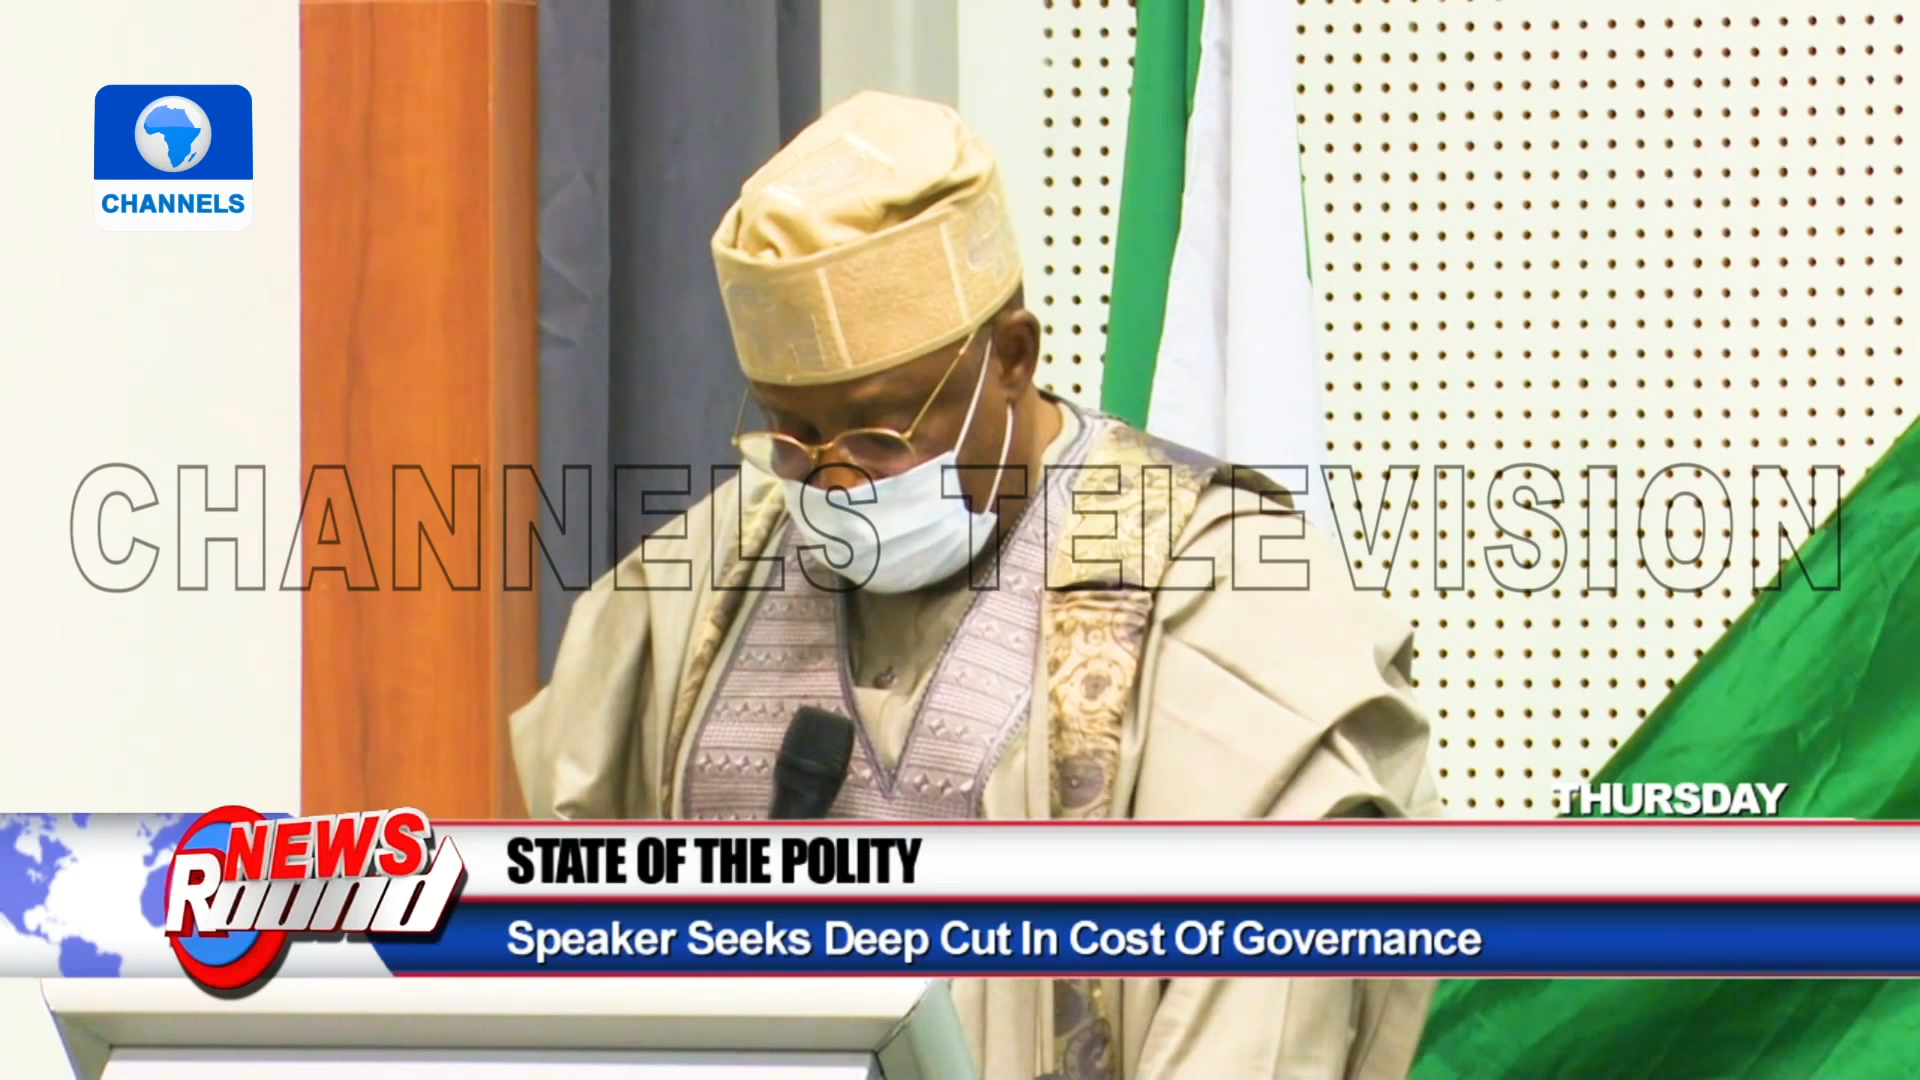 CHANNELS
CHANNELS TELEVISION
THURSDAY
NEWS
Round
STATE OF THE POLITY
Speaker Seeks Deep Cut In Cost Of Governance